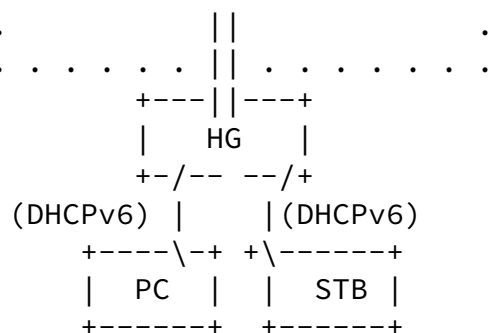 .             ||               .
. . . . . . || . . . . . . .
+---||---+
|   HG   |
+-/-- --/+
(DHCPv6) |    |(DHCPv6)
+----\-+ +\------+
|  PC  | |  STB |
+------+ +------+